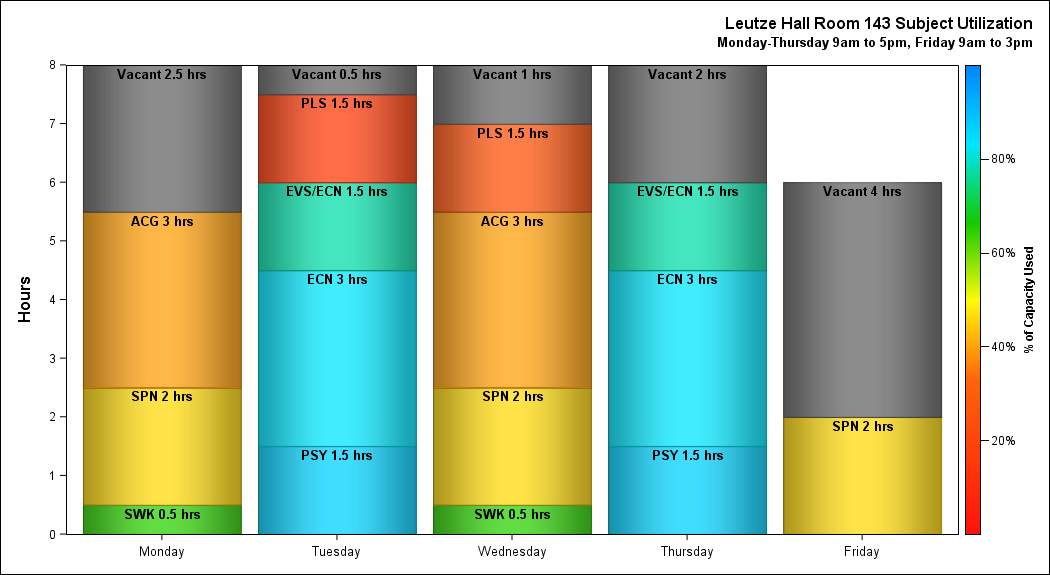 Leutze Hall Room 143 Subject Utilization
Monday-Thursday 9am to 5pm, Friday 9am to 3pm
Hours
8
7
6
5
4
3
2
1
0
Vacant 2.5 hrs
ACG 3 hrs
SPN 2 hrs
SWK 0.5 hrs
Monday
Vacant 0.5 hrs
PLS 1.5 hrs
EVS/ECN 1.5 hrs
ECN 3 hrs
PSY 1.5 hrs
Tuesday
Vacant 1 hrs
PLS 1.5 hrs
ACG 3 hrs
SPN 2 hrs
SWK 0.5 hrs
Wednesday
Vacant 2 hrs
EVS/ECN 1.5 hrs
ECN 3 hrs
PSY 1.5 hrs
Thursday
Vacant 4 hrs
SPN 2 hrs
Friday
80%
60%
40%
20%
% of Capacity Used